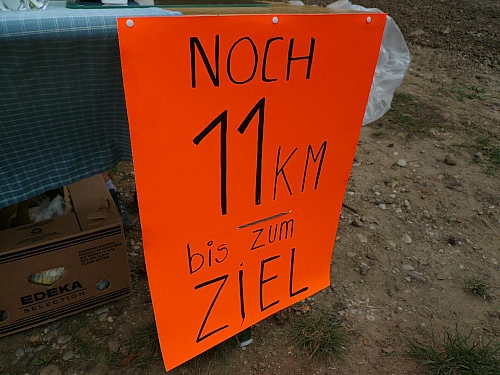 NOCH
11 KM
bis zum
ZiEL
EDEKA
SELECTION